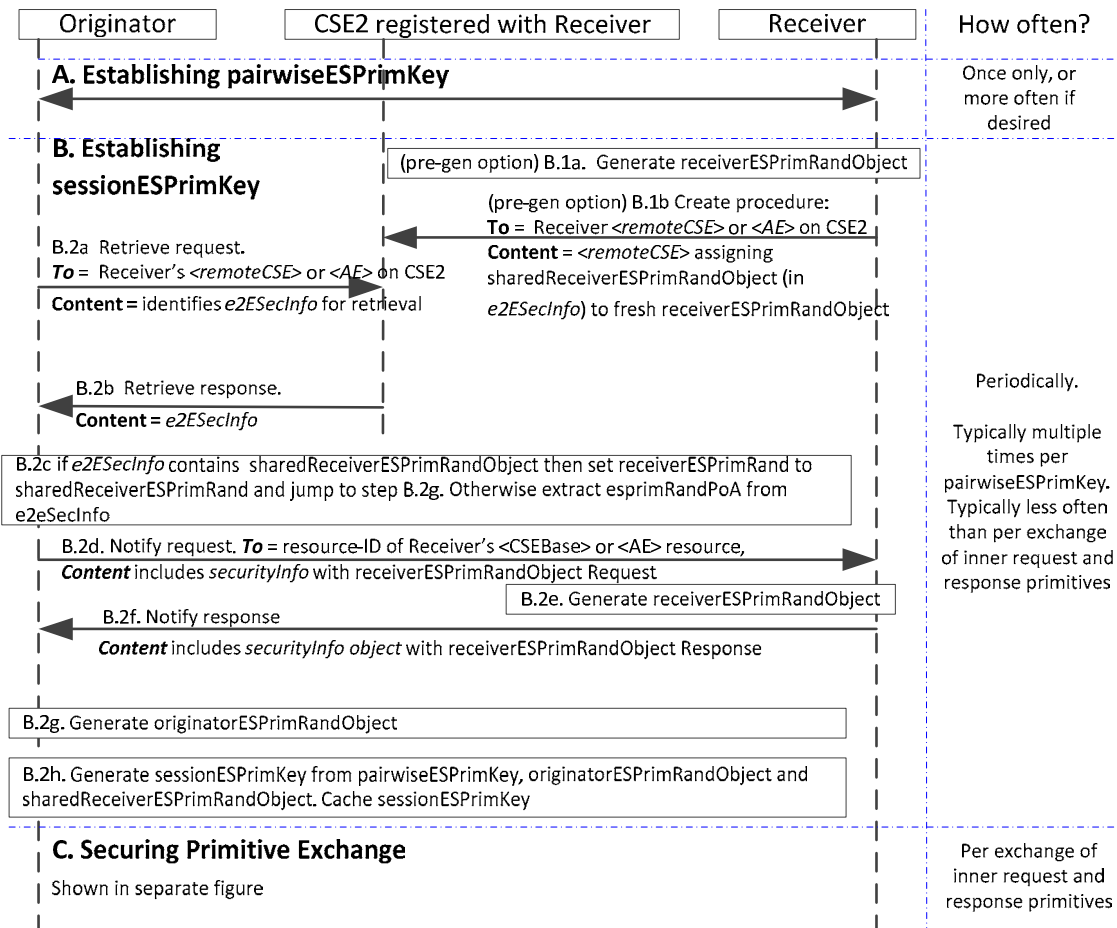 Originator
CSE2 registered with Receiver
Receiver
How often?
A. Establishing pairwiseESPrimKey
Once only, or
more often if
desired
B. Establishing
sessionESPrimKey
(pre-gen option) B.1a. Generate receiverESPrimRandObject
(pre-gen option) B.1b Create procedure:
To = Receiver <remoteCSE> or <AE> on CSE2
Content = <remoteCSE> assigning
sharedReceiverESPrimRandObject (in
e2ESecInfo) to fresh receiverESPrimRandObject
B.2a Retrieve request.
To = Receiver's <remoteCSE> or <AE> on CSE2
Content = identifies e2ESecInfo for retrieval
B.2b Retrieve response.
Content = e2ESecInfo
Periodically.
Typically multiple
times per
pairwiseESPrimKey.
Typically less often
than per exchange
of inner request and
response primitives
B.2c if e2ESecInfo contains sharedReceiverESPrimRandObject then set receiverESPrimRand to
sharedReceiverESPrimRand and jump to step B.2g. Otherwise extract esprimRandPoA from
e2eSecInfo
B.2d. Notify request. To = resource-ID of Receiver's <CSEBase> or <AE> resource,
Content includes securityInfo with receiverESPrimRandObject Request
B.2e. Generate receiverESPrimRandObject
B.2f. Notify response
Content includes securityInfo object with receiverESPrimRandObject Response
B.2g. Generate originatorESPrimRandObject
B.2h. Generate sessionESPrimKey from pairwiseESPrimKey, originatorESPrimRandObject and
sharedReceiverESPrimRandObject. Cache sessionESPrimKey
C. Securing Primitive Exchange
Shown in separate figure
Per exchange of
inner request and
response primitives